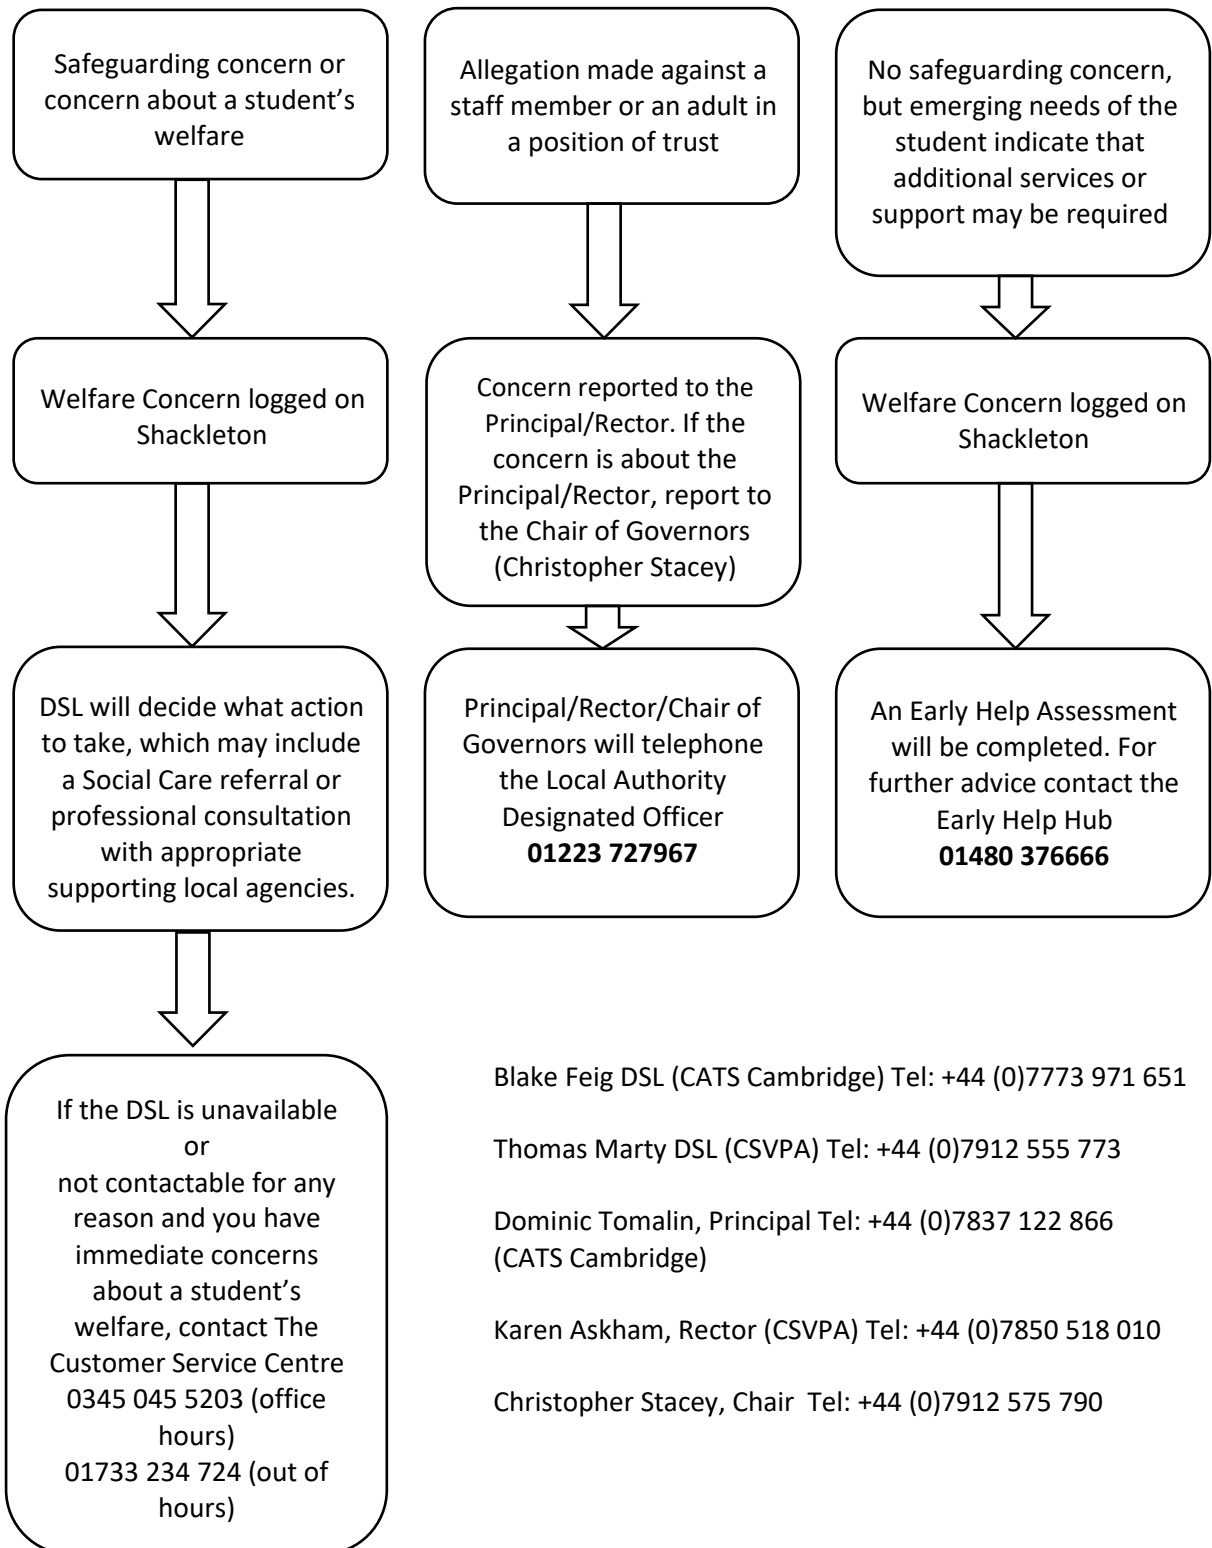 Safeguarding concern or
concern about a student’s
welfare
Allegation made against a
staff member or an adult in
a position of trust
No safeguarding concern,
but emerging needs of the
student indicate that
additional services or
support may be required
Welfare Concern logged on
Shackleton
Concern reported to the
Principal/Rector. If the
concern is about the
Principal/Rector, report to
the Chair of Governors
(Christopher Stacey)
Welfare Concern logged on
Shackleton
DSL will decide what action
to take, which may include
a Social Care referral or
professional consultation
with appropriate
supporting local agencies.
Principal/Rector/Chair of
Governors will telephone
the Local Authority
Designated Officer
01223 727967
An Early Help Assessment
will be completed. For
further advice contact the
Early Help Hub
01480 376666
If the DSL is unavailable
or
not contactable for any
reason and you have
immediate concerns
about a student’s
welfare, contact The
Customer Service Centre
0345 045 5203 (office
hours)
01733 234 724 (out of
hours)
Blake Feig DSL (CATS Cambridge) Tel: +44 (0)7773 971 651
Thomas Marty DSL (CSVPA) Tel: +44 (0)7912 555 773
Dominic Tomalin, Principal Tel: +44 (0)7837 122 866
(CATS Cambridge)
Karen Askham, Rector (CSVPA) Tel: +44 (0)7850 518 010
Christopher Stacey, Chair  Tel: +44 (0)7912 575 790